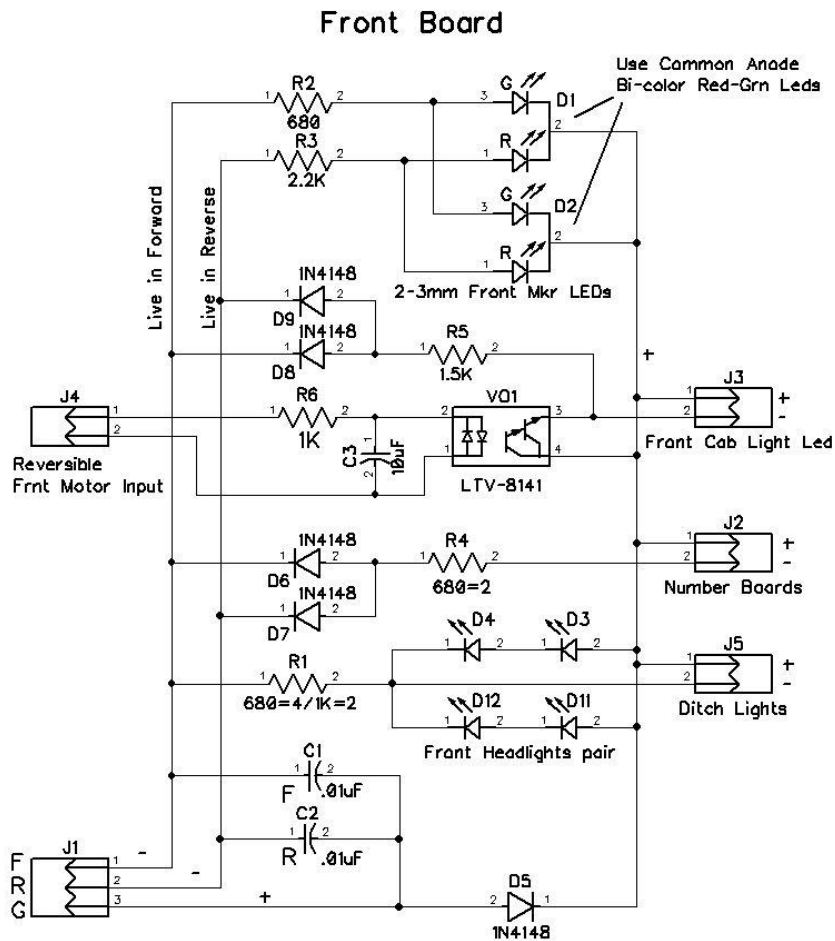 Front Board
Use Common Anode
Bi-color Red-Grn Leds
R2
1 2
680
G
3
D1
2
R3
1 2
2.2K
R
1
G
3
D2
2
R
1
2-3mm Front Mkr LEDs
Live in Forward
Live in Reverse
1N4148
1 2
D9
1N4148
1 2
D8
R5
1 2
1.5K
+
J4
1
2
Reversible
Frnt Motor Input
R6
1 2
1K
C3
1
2
10uF
VO1
2 3
1 4
LTV-8141
J3
1 +
2 -
Front Cab Light Led
1N4148
1 2
D6
1N4148
1 2
D7
R4
1 2
680=2
J2
1 +
2 -
Number Boards
D4
1 2
D3
1 2
R1
1 2
680=4/1K=2
J5
1 +
2 -
Ditch Lights
D12
1 2
D11
1 2
Front Headlights pair
C1
1 2
F .01uF
C2
1 2
R .01uF
J1
F 1 -
R 2 -
G 3 +
D5
2 1
1N4148